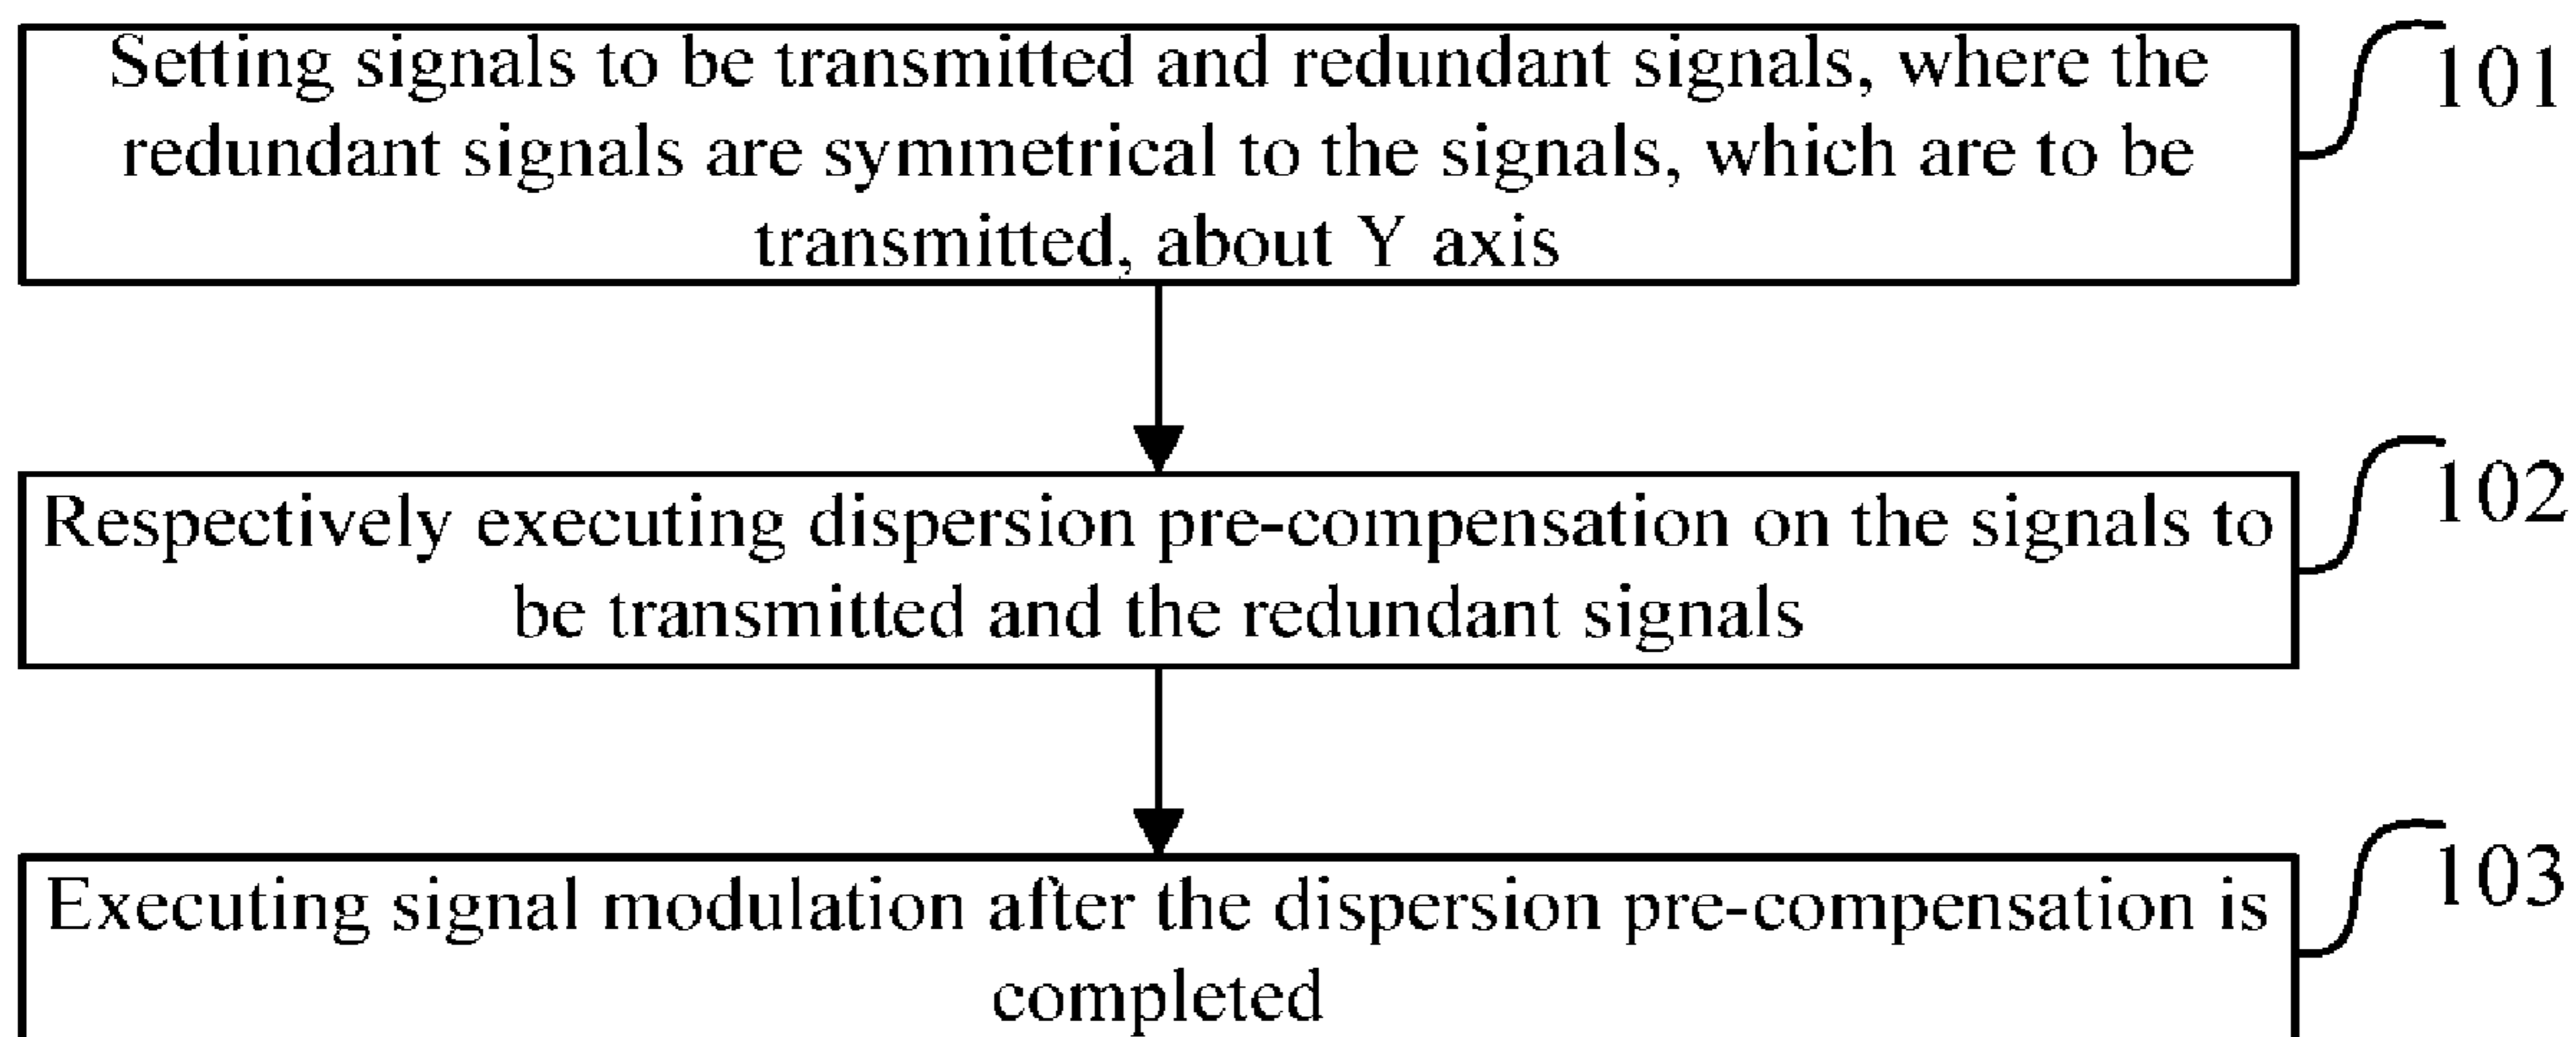 Setting signals to be transmitted and redundant signals, where the
redundant signals are symmetrical to the signals, which are to be
transmitted, about Y axis
101
Respectively executing dispersion pre-compensation on the signals to
be transmitted and the redundant signals
102
Executing signal modulation after the dispersion pre-compensation is
completed
103